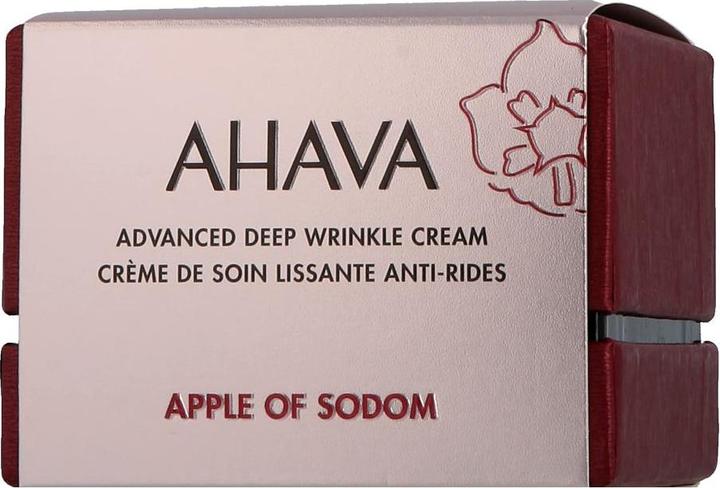 AHAVA
ADVANCED DEEP WRINKLE CREAM
CRÈME DE SOIN LISSANTE ANTI-RIDES
APPLE OF SODOM